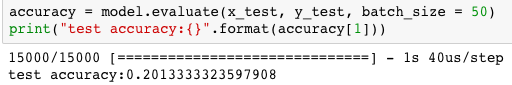 accuracy = model.evaluate(x_test, y_test, batch_size = 50)
print("test accuracy:{}".format(accuracy[1]))
15000/15000 [==============================] - 1s 40us/step
test accuracy:0.2013333323597908